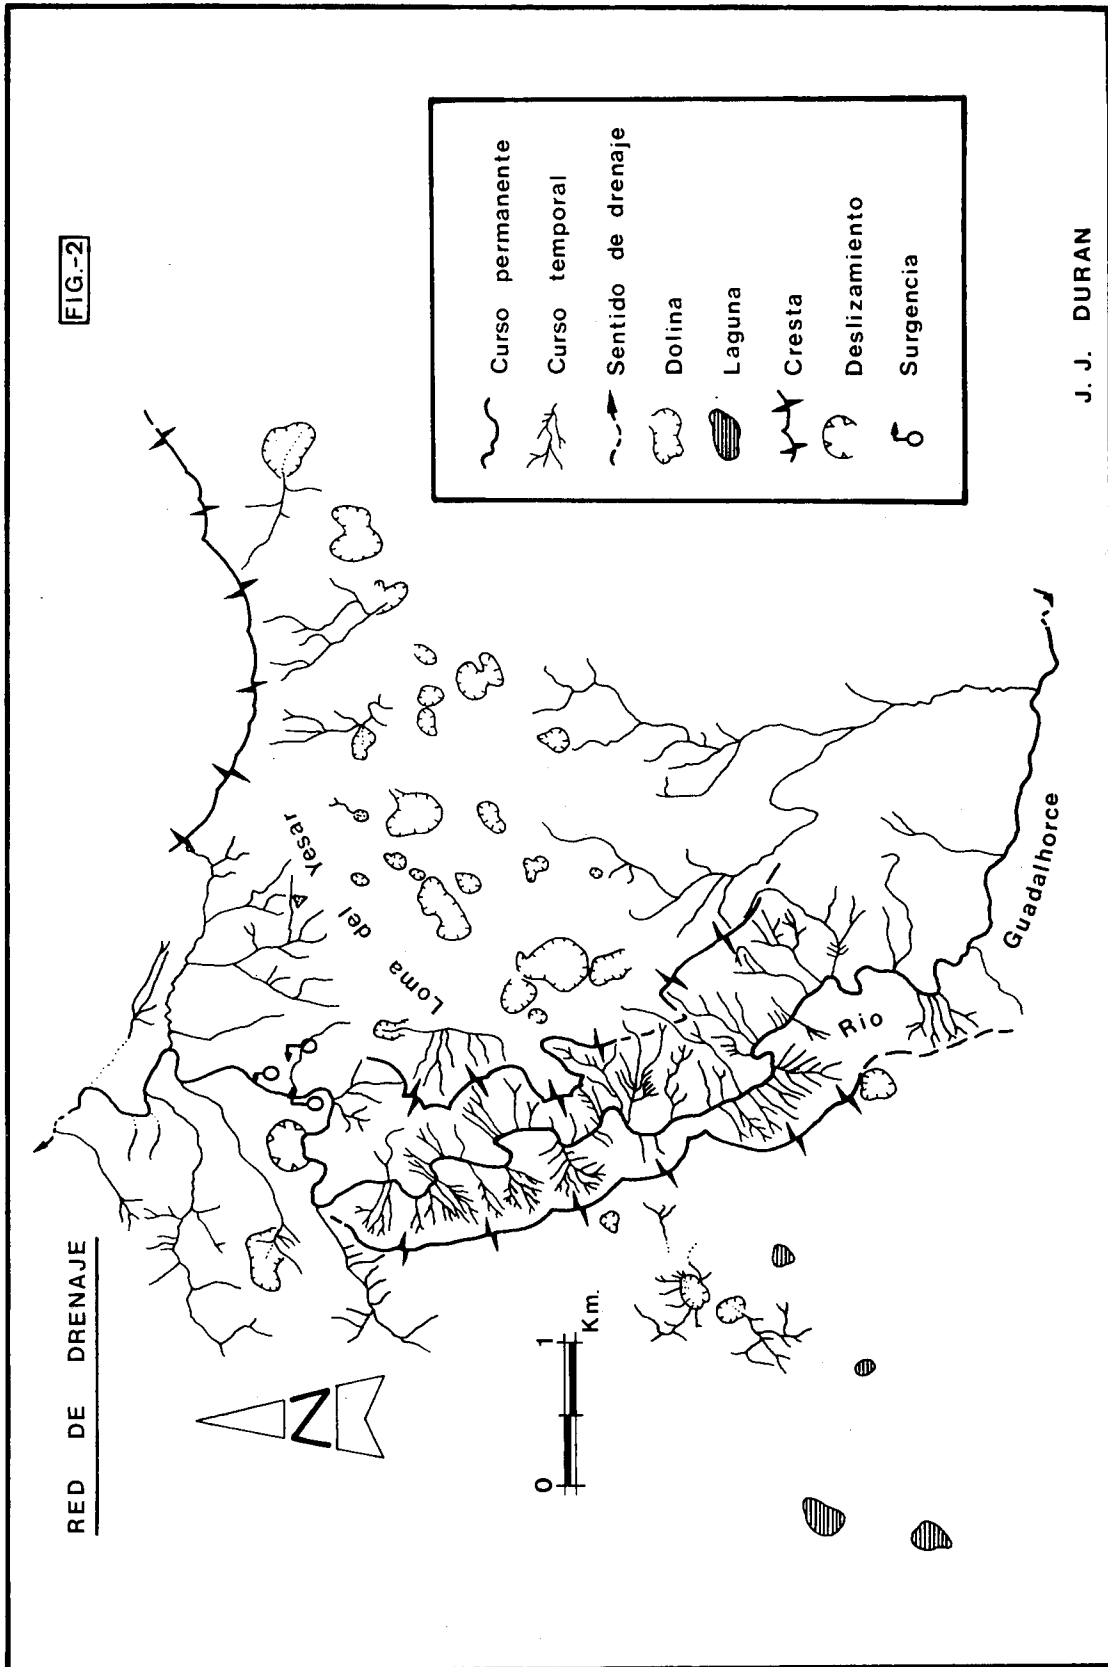 RED DE DRENAJE
FIG.-2
N
0 1
Km.
Loma del Yesar
Rio Guadalhorce
Curso permanente
Curso temporal
Sentido de drenaje
Dolina
Laguna
Cresta
Deslizamiento
Surgencia
J. J. DURAN